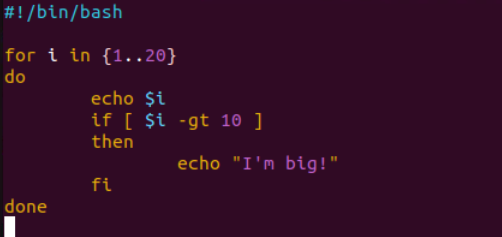 #!/bin/bash
for i in {1..20}
do
echo $i
if [ $i -gt 10 ]
then
echo "I'm big!"
fi
done